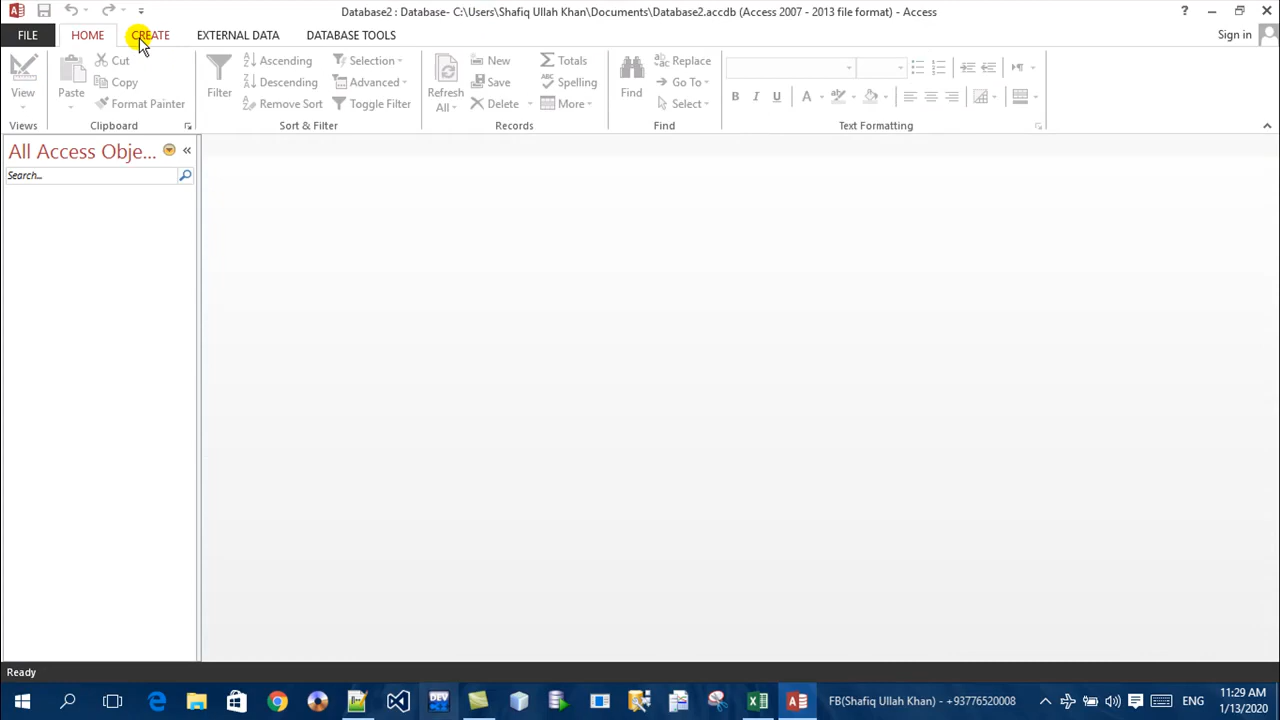 Database2 : Database- C:\Users\Shafiq Ullah Khan\Documents\Database2.accdb (Access 2007 - 2013 file format) - Access
FILE HOME CREATE EXTERNAL DATA DATABASE TOOLS Sign in
Cut Ascending Selection New Totals Replace
View Paste Copy Filter Descending Advanced Refresh All Save Spelling Find Go To
Format Painter Remove Sort Toggle Filter Delete More Select
Views Clipboard Sort & Filter Records Find Text Formatting
All Access Obje...
Search...
Ready
FB(Shafiq Ullah Khan) - +93776520008 ENG 11:29 AM
1/13/2020
DEV